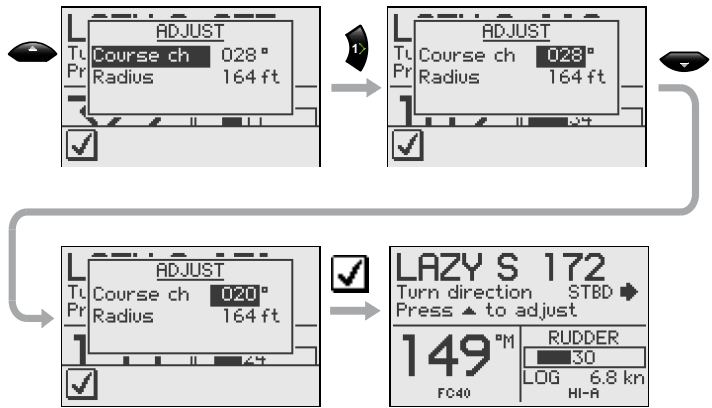 ADJUST
Course ch 028°
Radius 164 ft
1
ADJUST
Course ch 028°
Radius 164 ft
ADJUST
Course ch 020°
Radius 164 ft
LAZY S 172
Turn direction STBD
Press ▲ to adjust
149°M
FC40
RUDDER
30
LOG 6.8 kn
HI-A